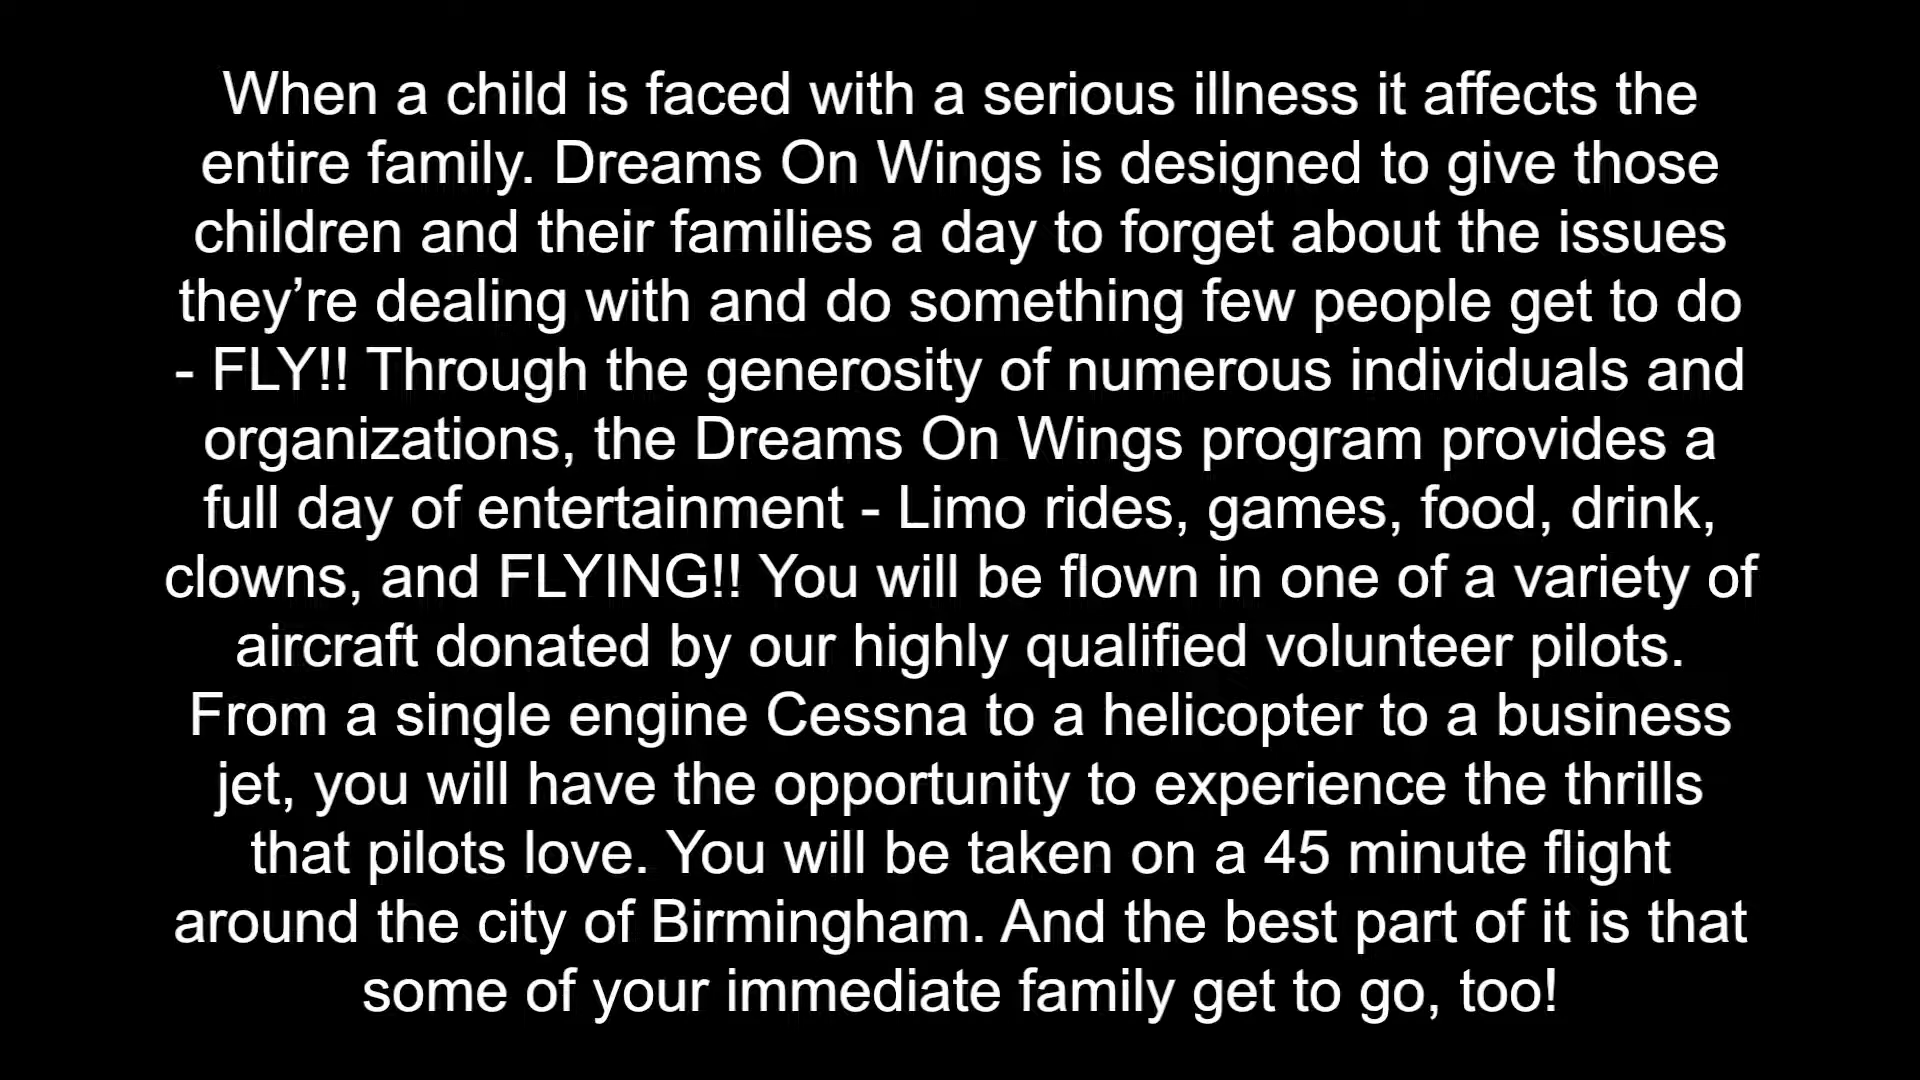 When a child is faced with a serious illness it affects the
entire family. Dreams On Wings is designed to give those
children and their families a day to forget about the issues
they’re dealing with and do something few people get to do
- FLY!! Through the generosity of numerous individuals and
organizations, the Dreams On Wings program provides a
full day of entertainment - Limo rides, games, food, drink,
clowns, and FLYING!! You will be flown in one of a variety of
aircraft donated by our highly qualified volunteer pilots.
From a single engine Cessna to a helicopter to a business
jet, you will have the opportunity to experience the thrills
that pilots love. You will be taken on a 45 minute flight
around the city of Birmingham. And the best part of it is that
some of your immediate family get to go, too!